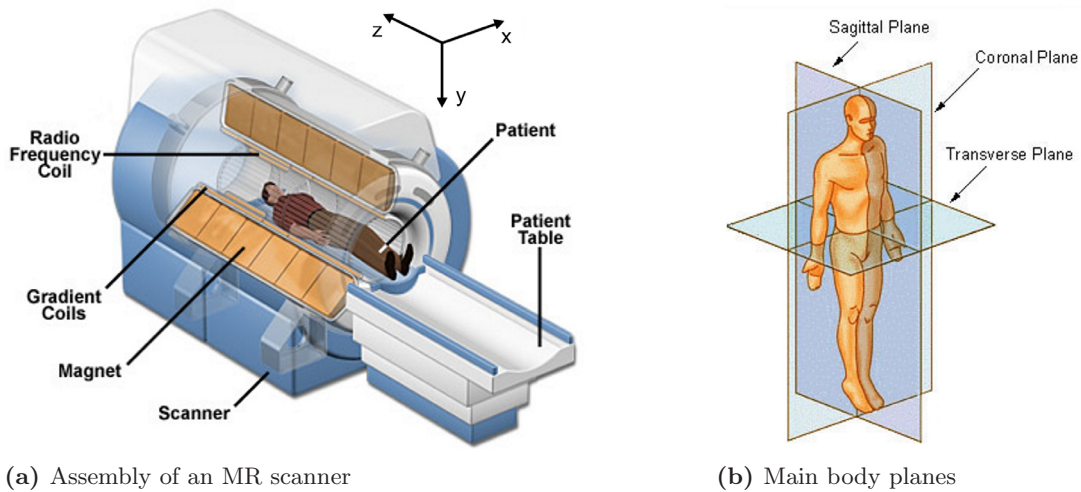 z
x
y
Radio
Frequency
Coil
Patient
Patient
Table
Gradient
Coils
Magnet
Scanner
(a) Assembly of an MR scanner
Sagittal Plane
Coronal Plane
Transverse Plane
(b) Main body planes